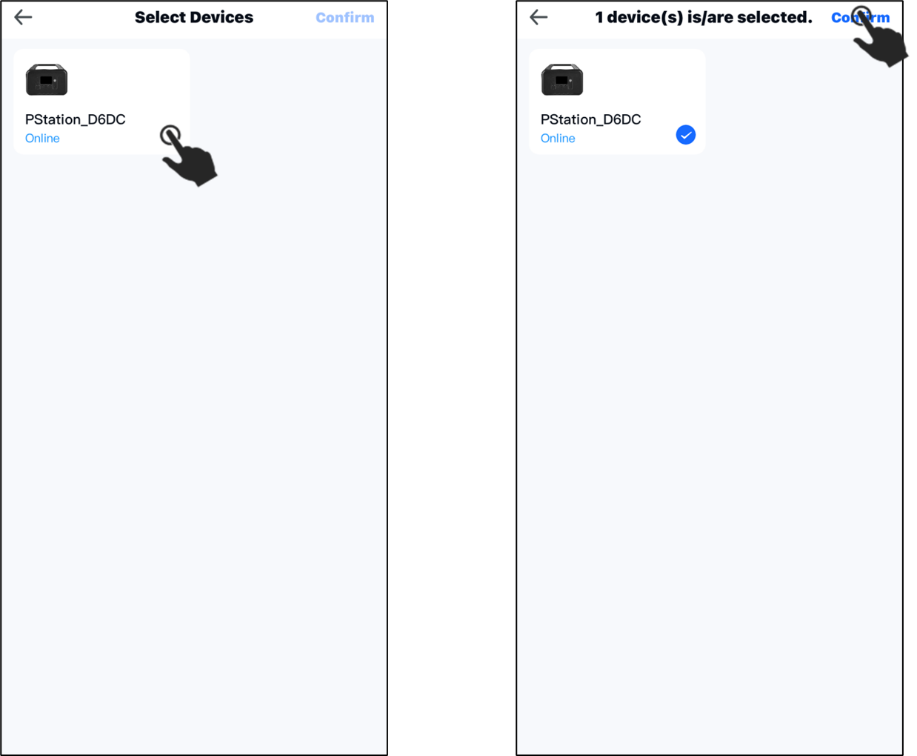 Select Devices
Confirm
PStation_D6DC
Online
1 device(s) is/are selected.
Confirm
PStation_D6DC
Online